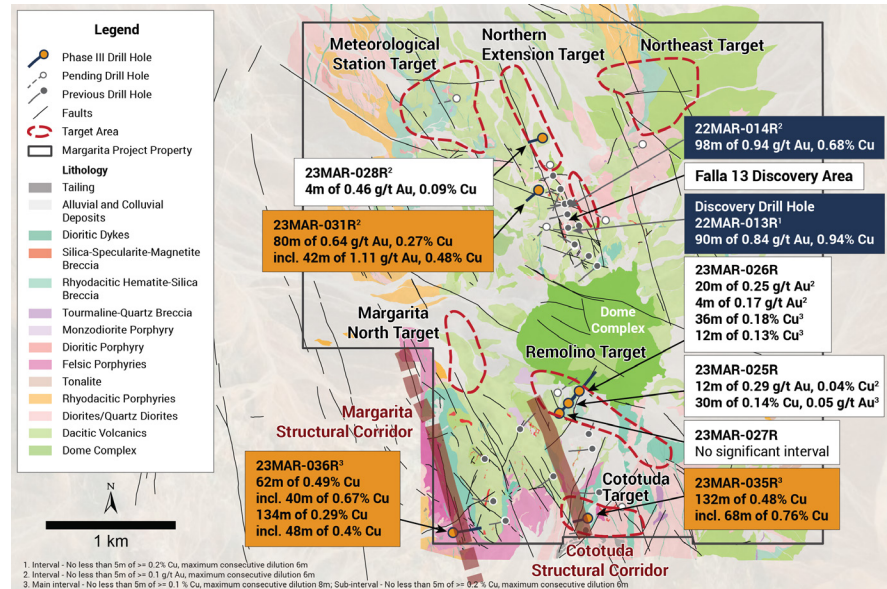 Legend
Phase III Drill Hole
Pending Drill Hole
Previous Drill Hole
Faults
Target Area
Margarita Project Property
Lithology
Tailing
Alluvial and Colluvial
Deposits
Dioritic Dykes
Silica-Specularite-Magnetite
Breccia
Rhyodacitic Hematite-Silica
Breccia
Tourmaline-Quartz Breccia
Monzodiorite Porphyry
Dioritic Porphyry
Felsic Porphyries
Tonalite
Rhyodacitic Porphyries
Diorites/Quartz Diorites
Dacitic Volcanics
Dome Complex
N
1 km
Meteorological
Station Target
Northern
Extension Target
Northeast Target
22MAR-014R²
98m of 0.94 g/t Au, 0.68% Cu
23MAR-028R²
4m of 0.46 g/t Au, 0.09% Cu
Falla 13 Discovery Area
23MAR-031R²
80m of 0.64 g/t Au, 0.27% Cu
incl. 42m of 1.11 g/t Au, 0.48% Cu
Discovery Drill Hole
22MAR-013R¹
90m of 0.84 g/t Au, 0.94% Cu
23MAR-026R
20m of 0.25 g/t Au²
4m of 0.17 g/t Au²
36m of 0.18% Cu³
12m of 0.13% Cu³
Dome
Complex
Margarita
North Target
Remolino Target
23MAR-025R
12m of 0.29 g/t Au, 0.04% Cu²
30m of 0.14% Cu, 0.05 g/t Au³
Margarita
Structural Corridor
23MAR-027R
No significant interval
23MAR-036R³
62m of 0.49% Cu
incl. 40m of 0.67% Cu
134m of 0.29% Cu
incl. 48m of 0.4% Cu
Cototuda
Target
23MAR-035R³
132m of 0.48% Cu
incl. 68m of 0.76% Cu
Cototuda
Structural Corridor
1. Interval - No less than 5m of >= 0.2% Cu, maximum consecutive dilution 6m
2. Interval - No less than 5m of >= 0.1 g/t Au, maximum consecutive dilution 6m
3. Main interval - No less than 5m of >= 0.1 % Cu, maximum consecutive dilution 8m; Sub-interval - No less than 5m of >= 0.2 % Cu, maximum consecutive dilution 6m